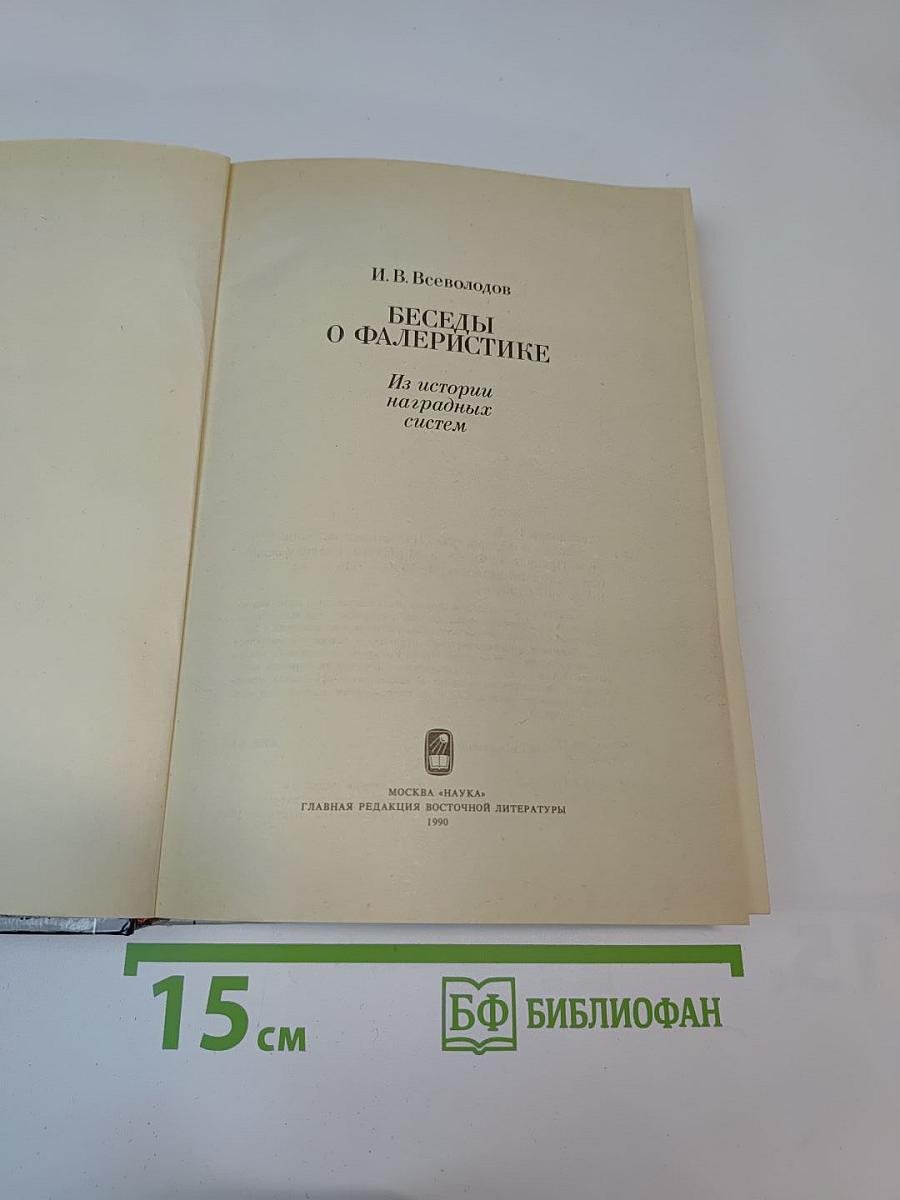 И. В. Всеволодов
БЕСЕДЫ
О ФАЛЕРИСТИКЕ
Из истории
наградных
систем
МОСКВА «НАУКА»
ГЛАВНАЯ РЕДАКЦИЯ ВОСТОЧНОЙ ЛИТЕРАТУРЫ
1990
15 см
БФ БИБЛИОФАН